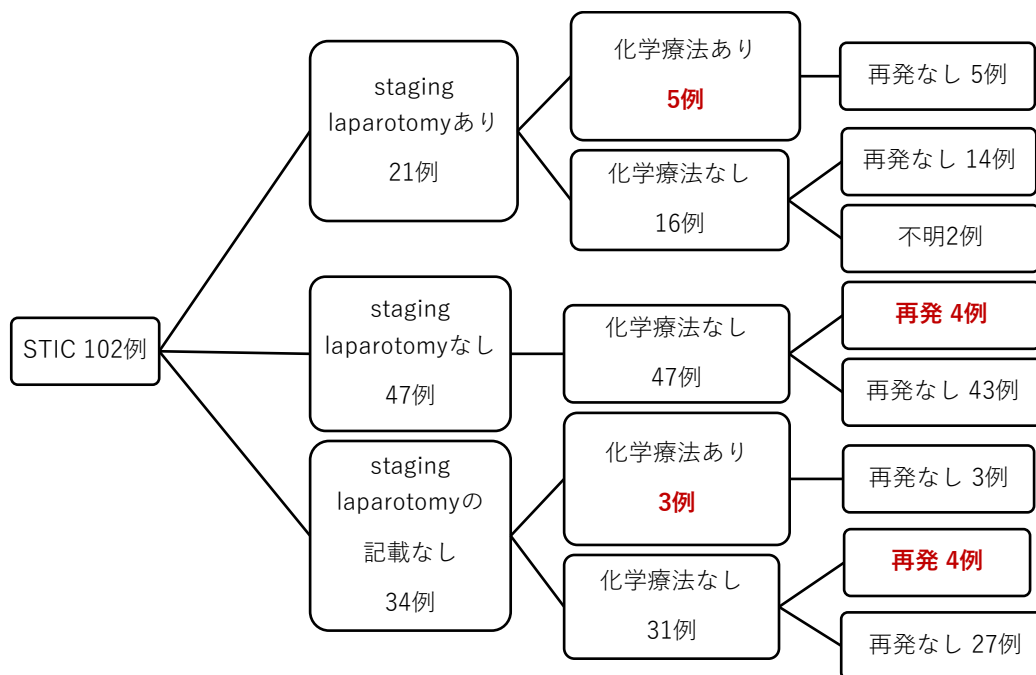 STIC 102例
staging
laparotomyあり
21例
化学療法あり
5例
再発なし 5例
化学療法なし
16例
再発なし 14例
不明2例
staging
laparotomyなし
47例
化学療法なし
47例
再発 4例
再発なし 43例
staging
laparotomyの
記載なし
34例
化学療法あり
3例
再発なし 3例
化学療法なし
31例
再発 4例
再発なし 27例